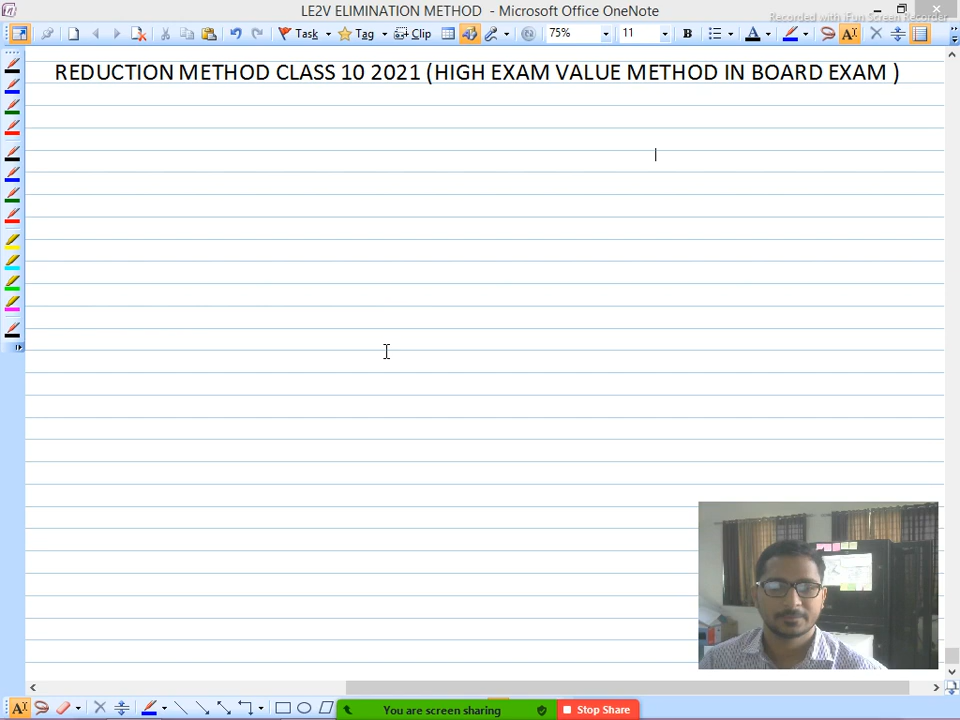 LE2V ELIMINATION METHOD - Microsoft Office OneNote
Recorded with iFun Screen Recorder
Task Tag Clip 75% 11 B A
REDUCTION METHOD CLASS 10 2021 (HIGH EXAM VALUE METHOD IN BOARD EXAM )
You are screen sharing Stop Share